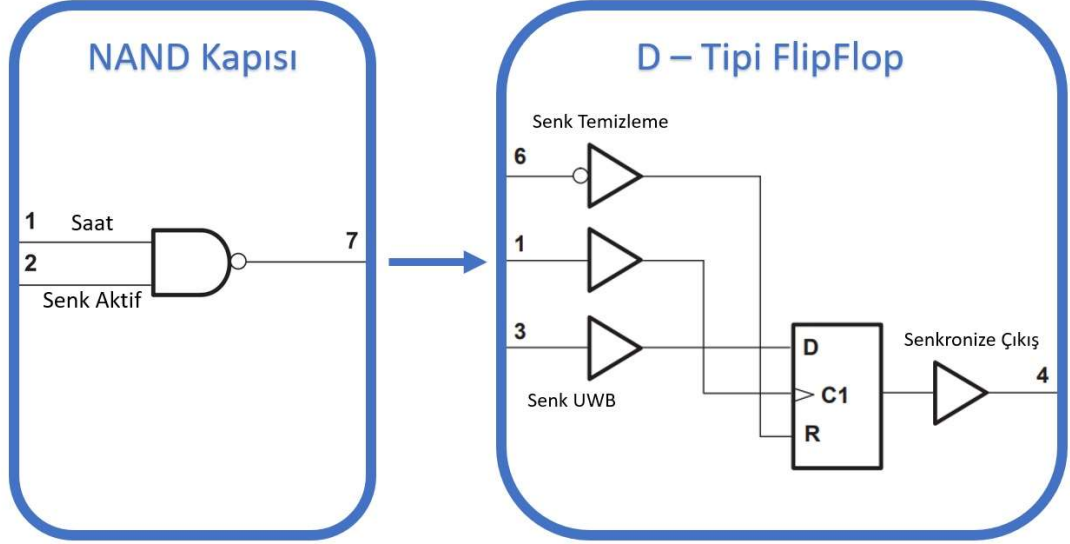 NAND Kapısı
1
Saat
2
Senk Aktif
7
D – Tipi FlipFlop
Senk Temizleme
6
1
3
Senk UWB
D
C1
R
Senkronize Çıkış
4